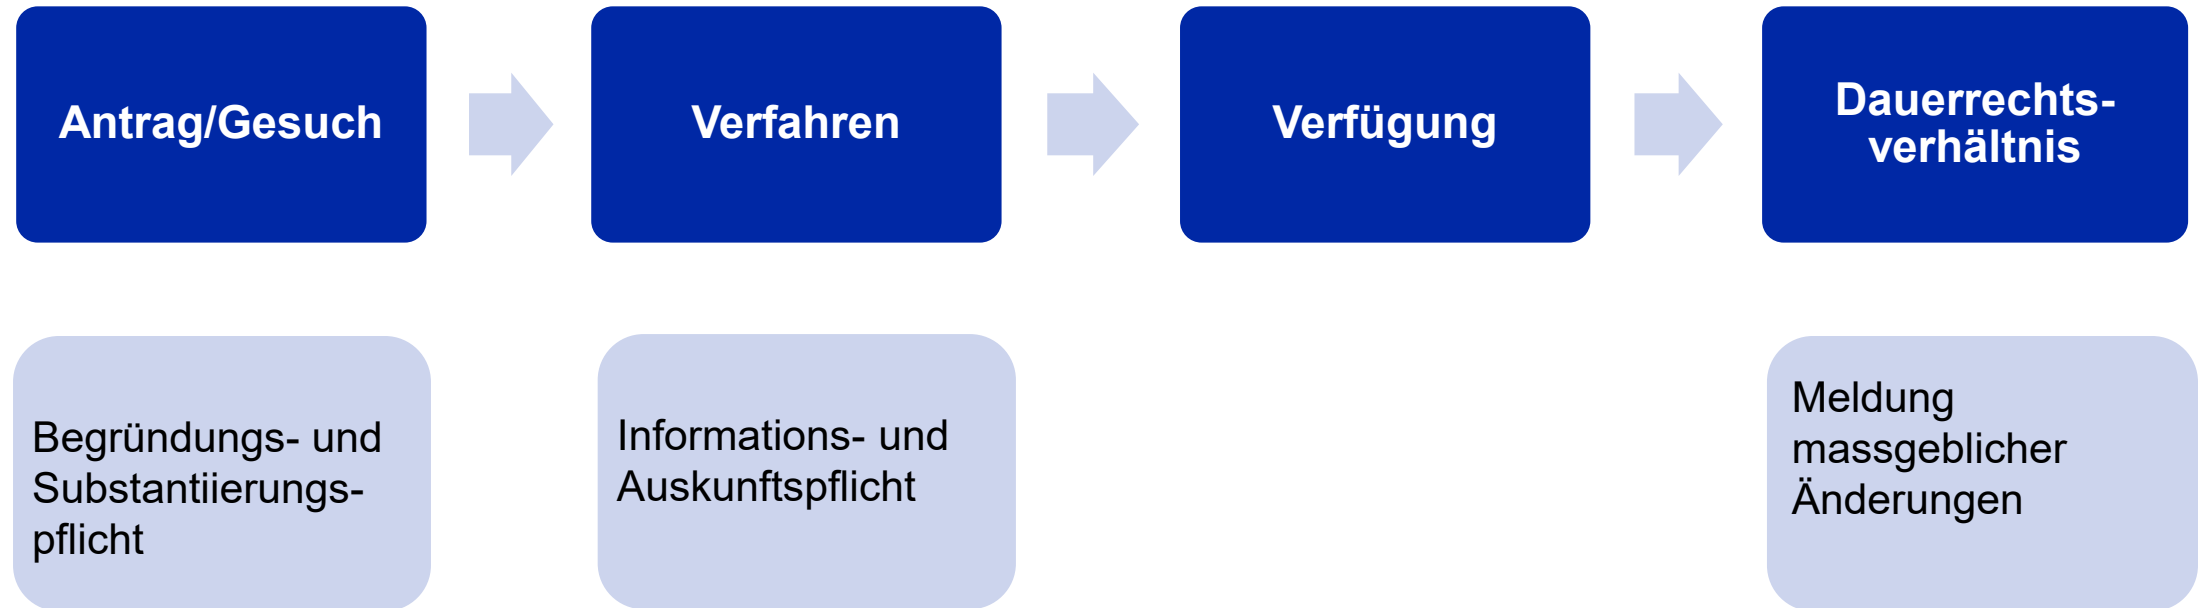 Antrag/Gesuch
Verfahren
Verfügung
Dauerrechts-
verhältnis
Begründungs- und
Substantiierungs-
pflicht
Informations- und
Auskunftspflicht
Meldung
massgeblicher
Änderungen